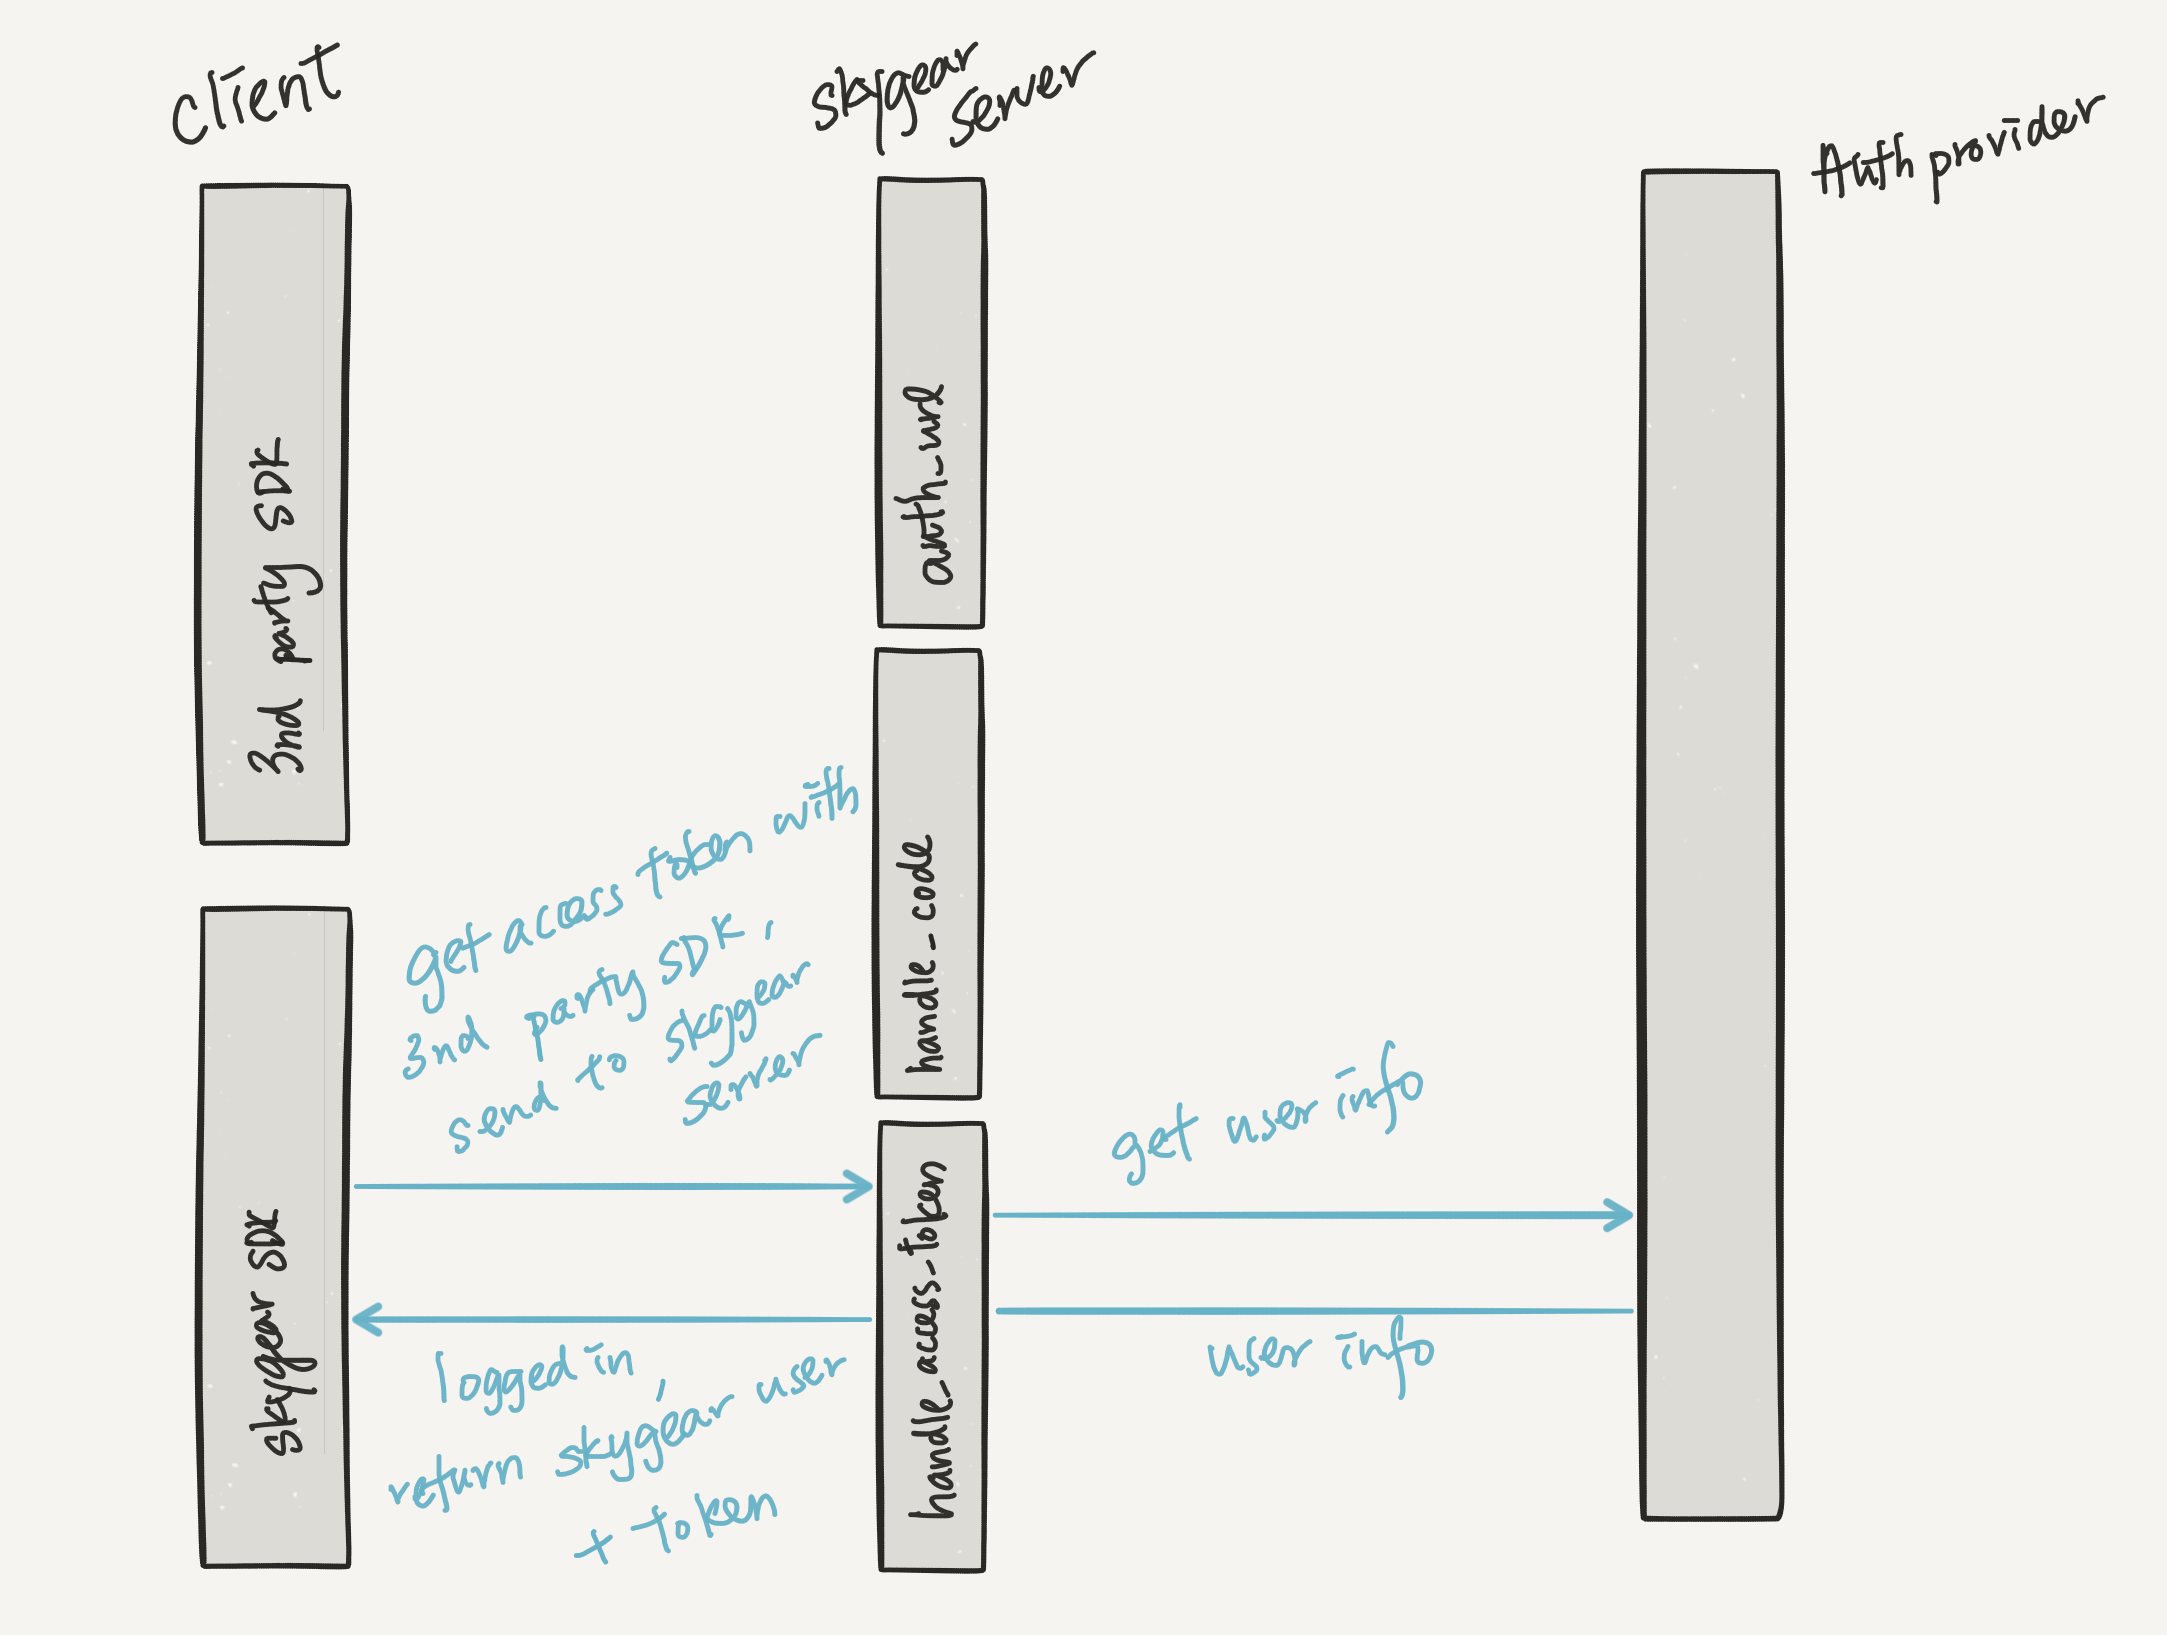 client
skygear
server
Auth provider
3nd party SDK
auth_url
handle_code
get access token with
3nd party SDK,
send to skygear
server
get user info
skygear SDK
handle_access_token
user info
logged in,
return skygear user
+ token